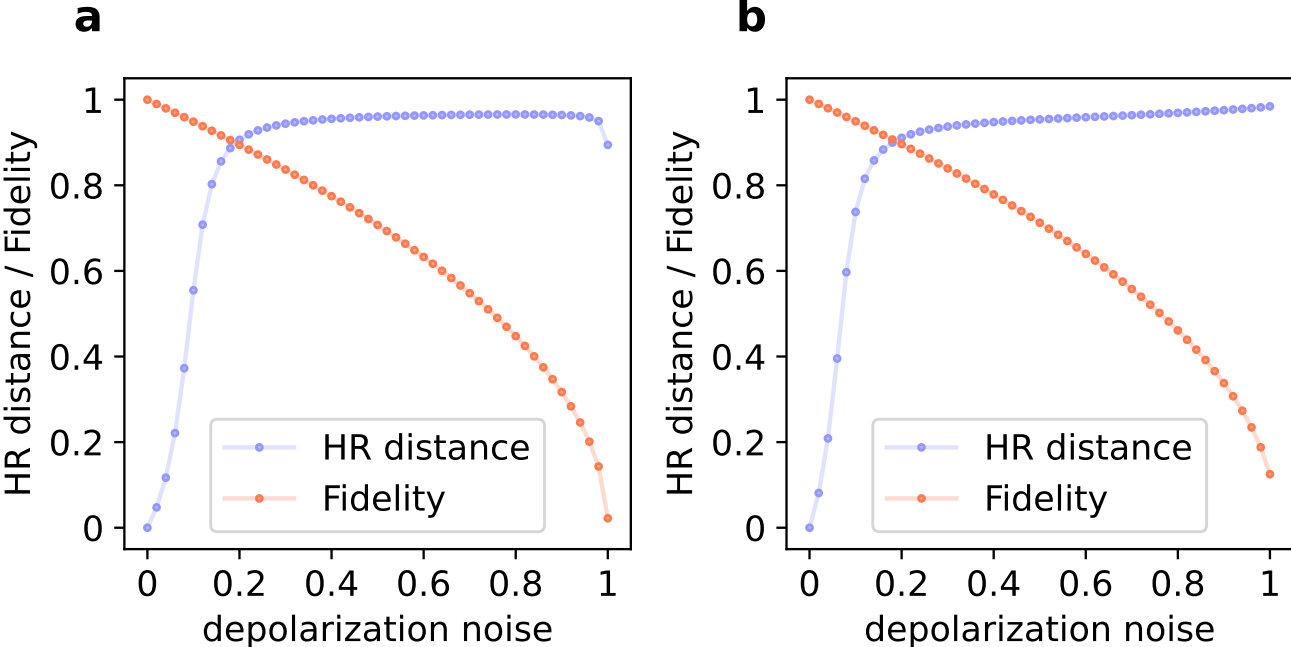 a
HR distance / Fidelity
1
0.8
0.6
0.4
0.2
0
HR distance
Fidelity
0 0.2 0.4 0.6 0.8 1
depolarization noise
b
HR distance / Fidelity
1
0.8
0.6
0.4
0.2
0
HR distance
Fidelity
0 0.2 0.4 0.6 0.8 1
depolarization noise